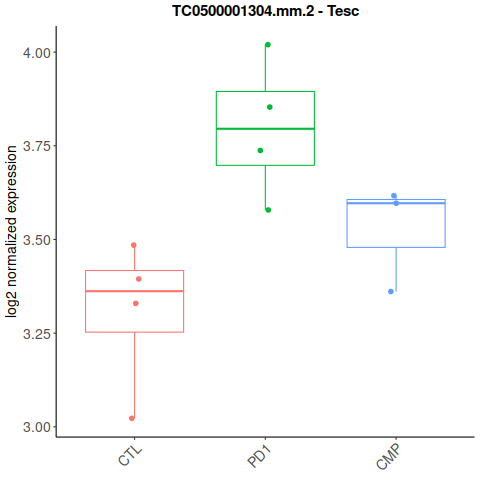 TC0500001304.mm.2 - Tesc
log2 normalized expression
4.00
3.75
3.50
3.25
3.00
CTL
PD1
CMP